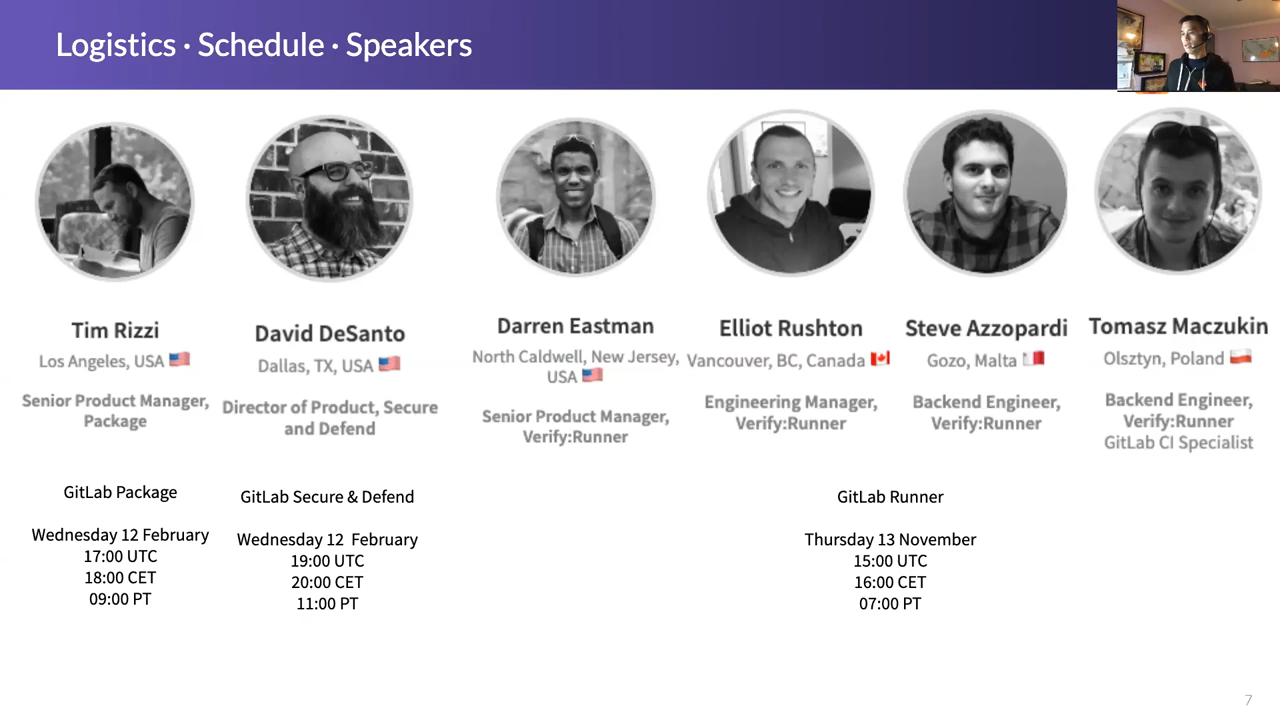 Logistics · Schedule · Speakers
Tim Rizzi
Los Angeles, USA
Senior Product Manager,
Package
GitLab Package
Wednesday 12 February
17:00 UTC
18:00 CET
09:00 PT
David DeSanto
Dallas, TX, USA
Director of Product, Secure
and Defend
GitLab Secure & Defend
Wednesday 12 February
19:00 UTC
20:00 CET
11:00 PT
Darren Eastman
North Caldwell, New Jersey,
USA
Senior Product Manager,
Verify:Runner
Elliot Rushton
Vancouver, BC, Canada
Engineering Manager,
Verify:Runner
Steve Azzopardi
Gozo, Malta
Backend Engineer,
Verify:Runner
Tomasz Maczukin
Olsztyn, Poland
Backend Engineer,
Verify:Runner
GitLab CI Specialist
GitLab Runner
Thursday 13 November
15:00 UTC
16:00 CET
07:00 PT
7